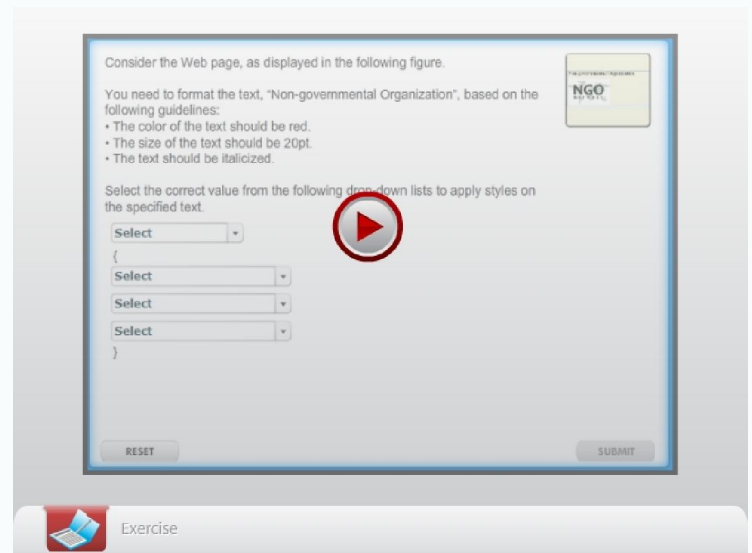 Consider the Web page, as displayed in the following figure.
You need to format the text, “Non-governmental Organization”, based on the
following guidelines:
• The color of the text should be red.
• The size of the text should be 20pt.
• The text should be italicized.
Select the correct value from the following drop-down lists to apply styles on
the specified text.
Select
{
Select
Select
Select
}
NGO
RESET
SUBMIT
Exercise